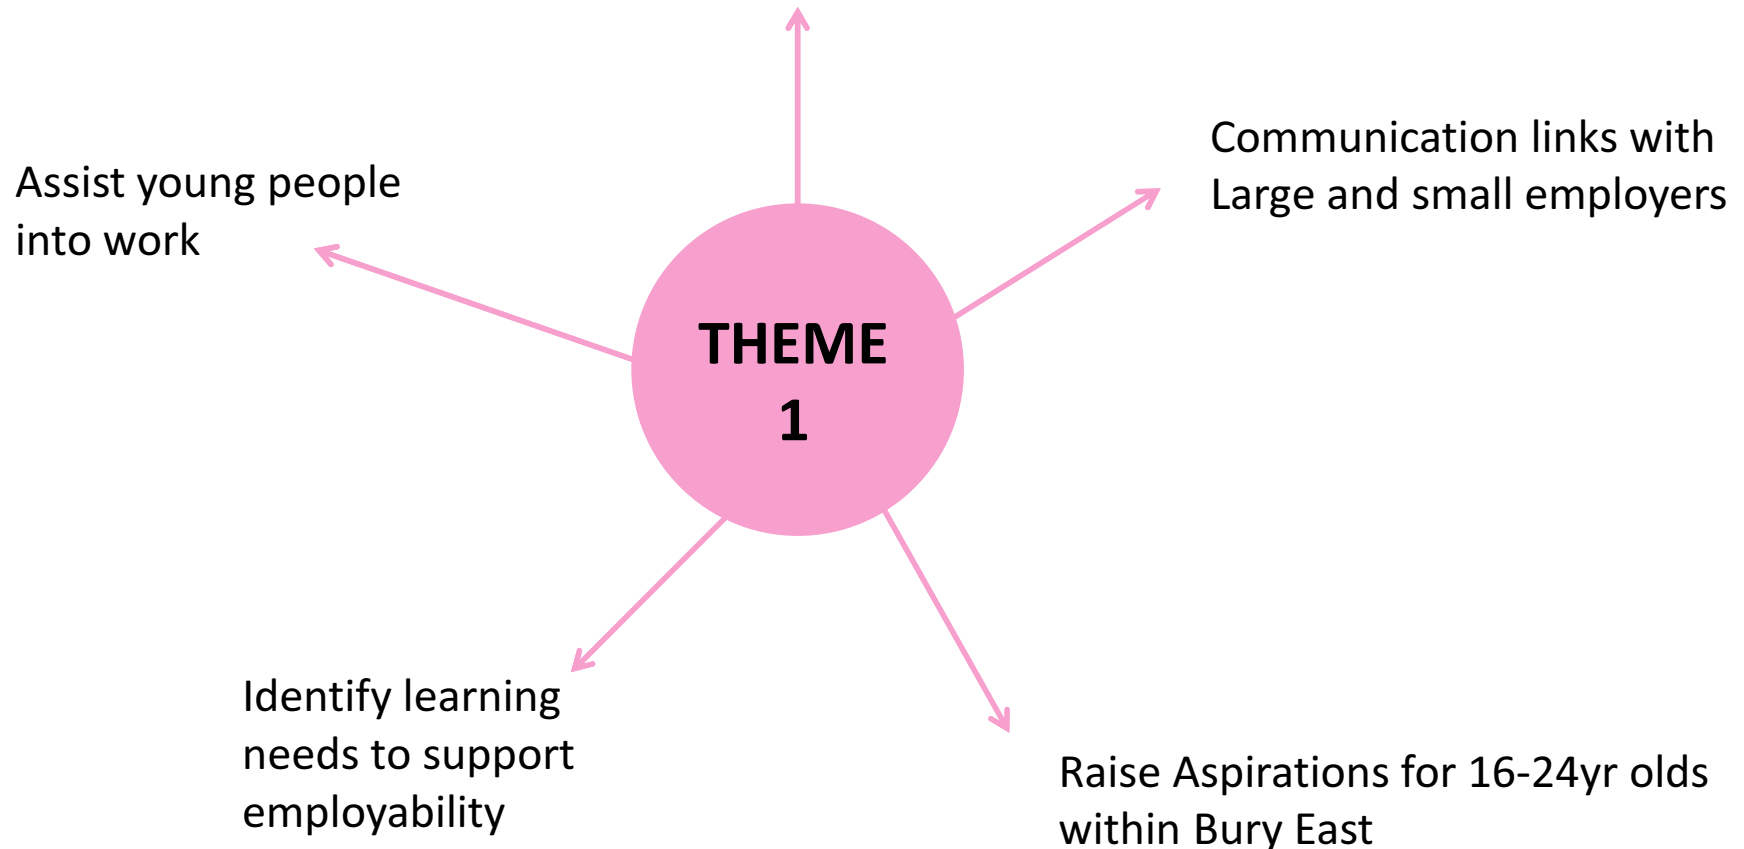 Communication links with
Large and small employers
Assist young people
into work
THEME
1
Identify learning
needs to support
employability
Raise Aspirations for 16-24yr olds
within Bury East